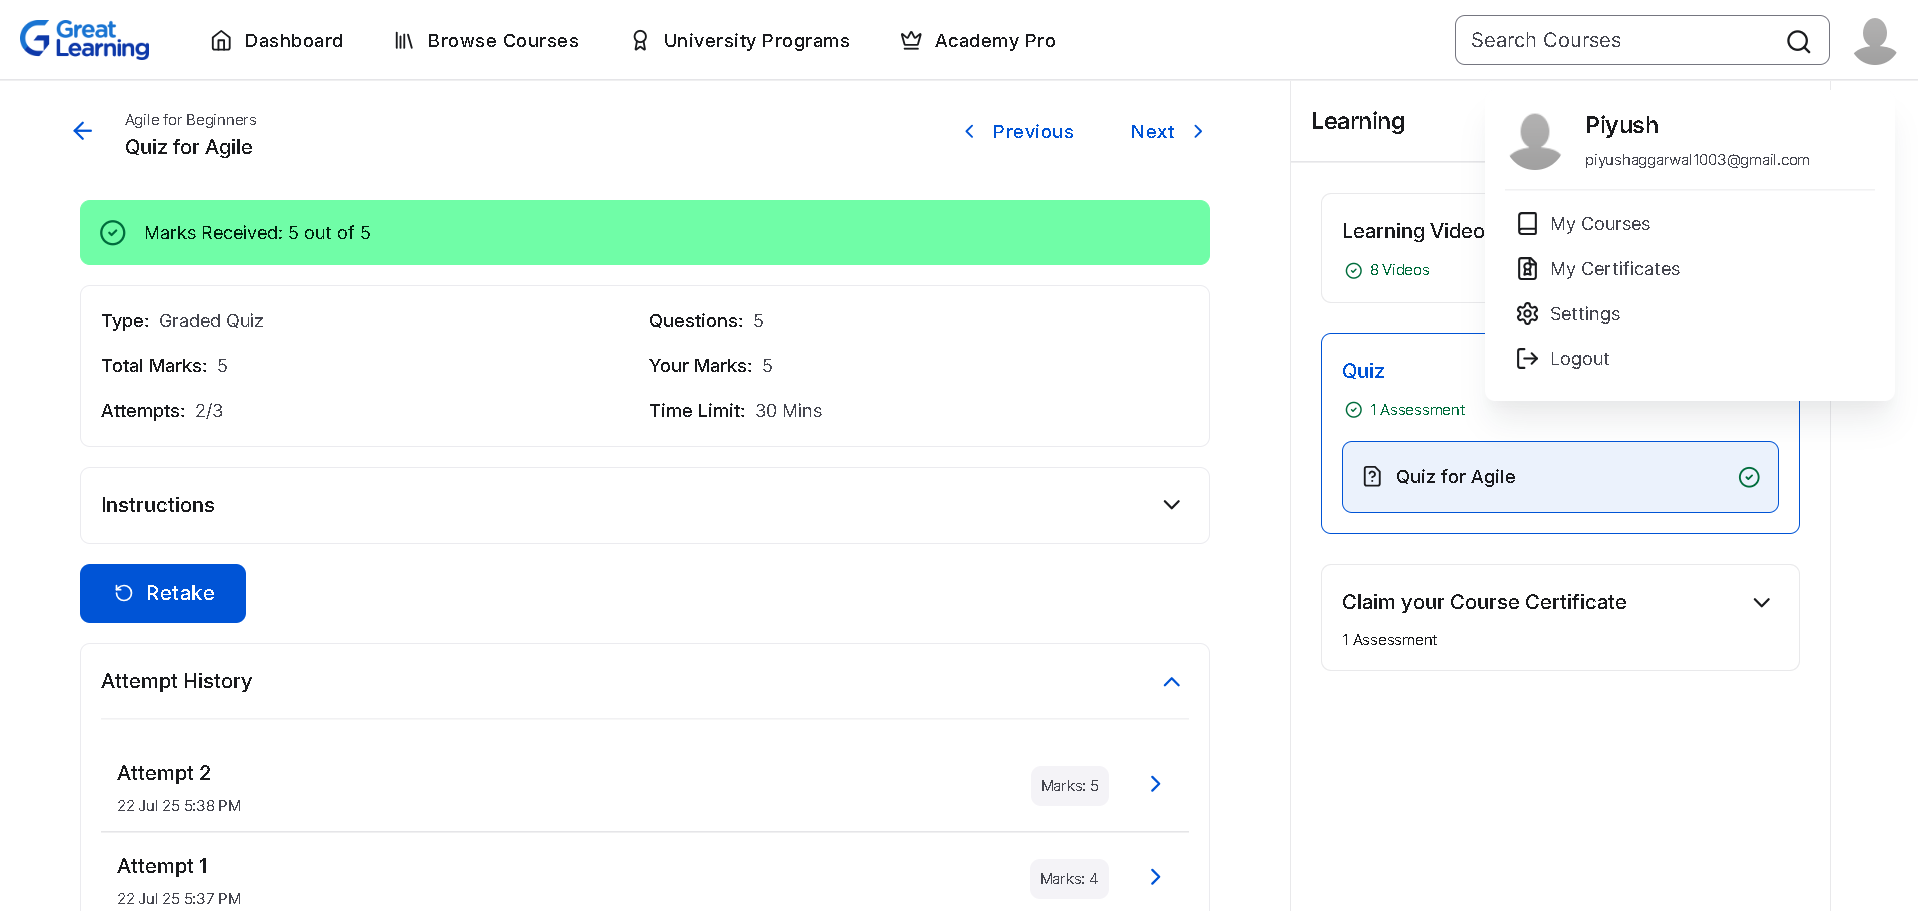 Great
Learning
Dashboard
Browse Courses
University Programs
Academy Pro
Search Courses
Agile for Beginners
Quiz for Agile
Previous
Next
Marks Received: 5 out of 5
Type: Graded Quiz
Questions: 5
Total Marks: 5
Your Marks: 5
Attempts: 2/3
Time Limit: 30 Mins
Instructions
Retake
Attempt History
Attempt 2
22 Jul 25 5:38 PM
Marks: 5
Attempt 1
22 Jul 25 5:37 PM
Marks: 4
Learning
Learning Video
8 Videos
Quiz
1 Assessment
Quiz for Agile
Claim your Course Certificate
1 Assessment
Piyush
piyushaggarwal1003@gmail.com
My Courses
My Certificates
Settings
Logout